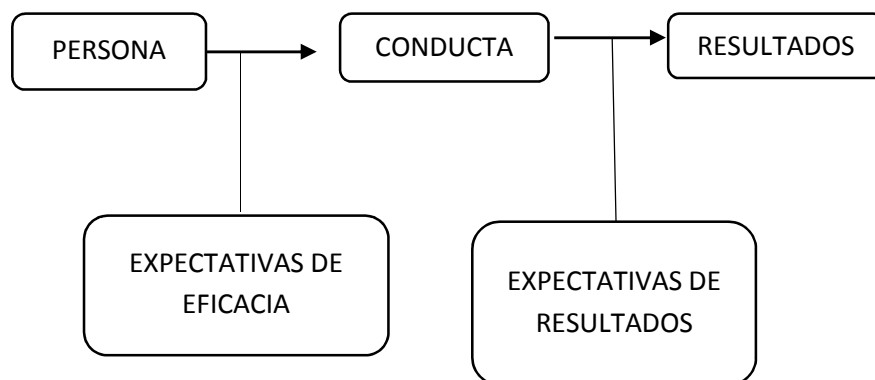 PERSONA
CONDUCTA
RESULTADOS
EXPECTATIVAS DE
EFICACIA
EXPECTATIVAS DE
RESULTADOS